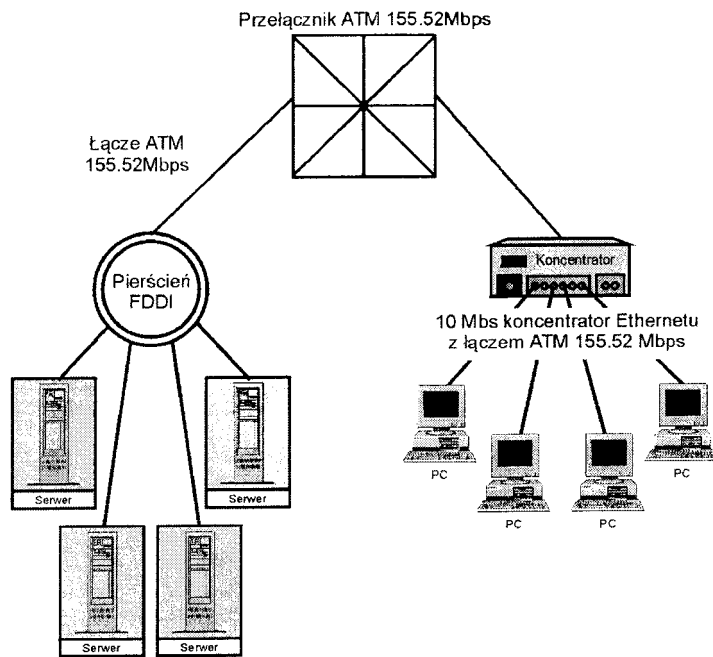 Przełącznik ATM 155.52Mbps
Łącze ATM
155.52Mbps
Pierścień
FDDI
Koncentrator
10 Mbs koncentrator Ethernetu
z łączem ATM 155.52 Mbps
Serwer
Serwer
Serwer
Serwer
PC
PC
PC
PC